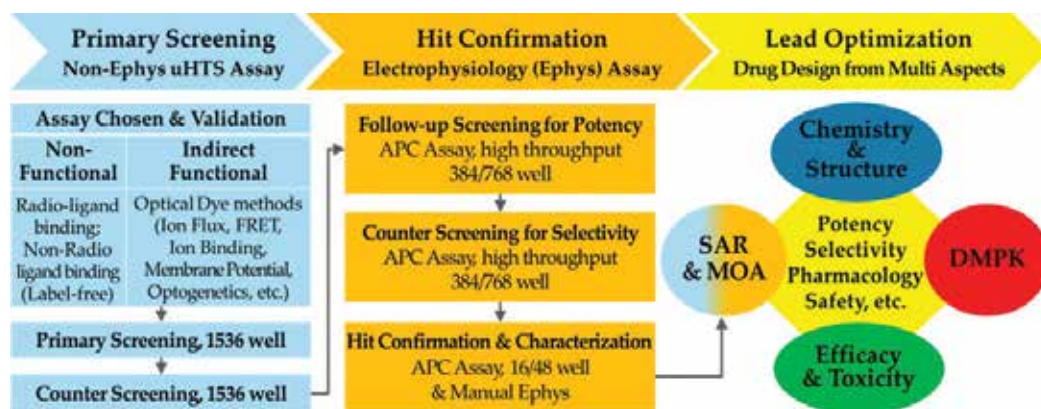 Primary Screening
Non-Ephys uHTS Assay
Hit Confirmation
Electrophysiology (Ephys) Assay
Lead Optimization
Drug Design from Multi Aspects
Assay Chosen & Validation
Non-
Functional
Radio-ligand
binding;
Non-Radio
ligand binding
(Label-free)
Indirect
Functional
Optical Dye methods
(Ion Flux, FRET,
Ion Binding,
Membrane Potential,
Optogenetics, etc.)
Primary Screening, 1536 well
Counter Screening, 1536 well
Follow-up Screening for Potency
APC Assay, high throughput
384/768 well
Counter Screening for Selectivity
APC Assay, high throughput
384/768 well
Hit Confirmation & Characterization
APC Assay, 16/48 well
& Manual Ephys
Chemistry
&
Structure
SAR
& MOA
Potency
Selectivity
Pharmacology
Safety, etc.
DMPK
Efficacy
& Toxicity